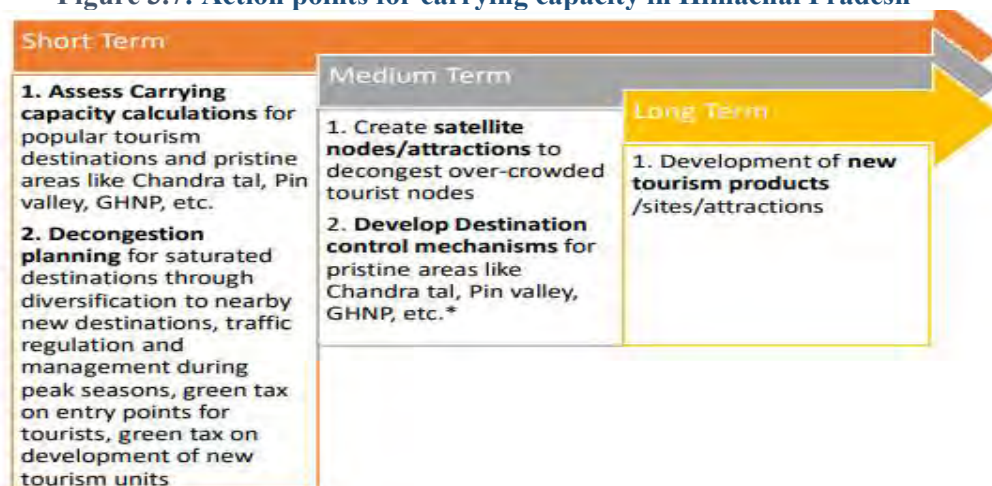 Figure 3.7. Action points for carrying capacity in Himachal Pradesh
Short Term
1. Assess Carrying
capacity calculations for
popular tourism
destinations and pristine
areas like Chandra tal, Pin
valley, GHNP, etc.
2. Decongestion
planning for saturated
destinations through
diversification to nearby
new destinations, traffic
regulation and
management during
peak seasons, green tax
on entry points for
tourists, green tax on
development of new
tourism units
Medium Term
1. Create satellite
nodes/attractions to
decongest over-crowded
tourist nodes
2. Develop Destination
control mechanisms for
pristine areas like
Chandra tal, Pin valley,
GHNP, etc.*
Long Term
1. Development of new
tourism products
/sites/attractions